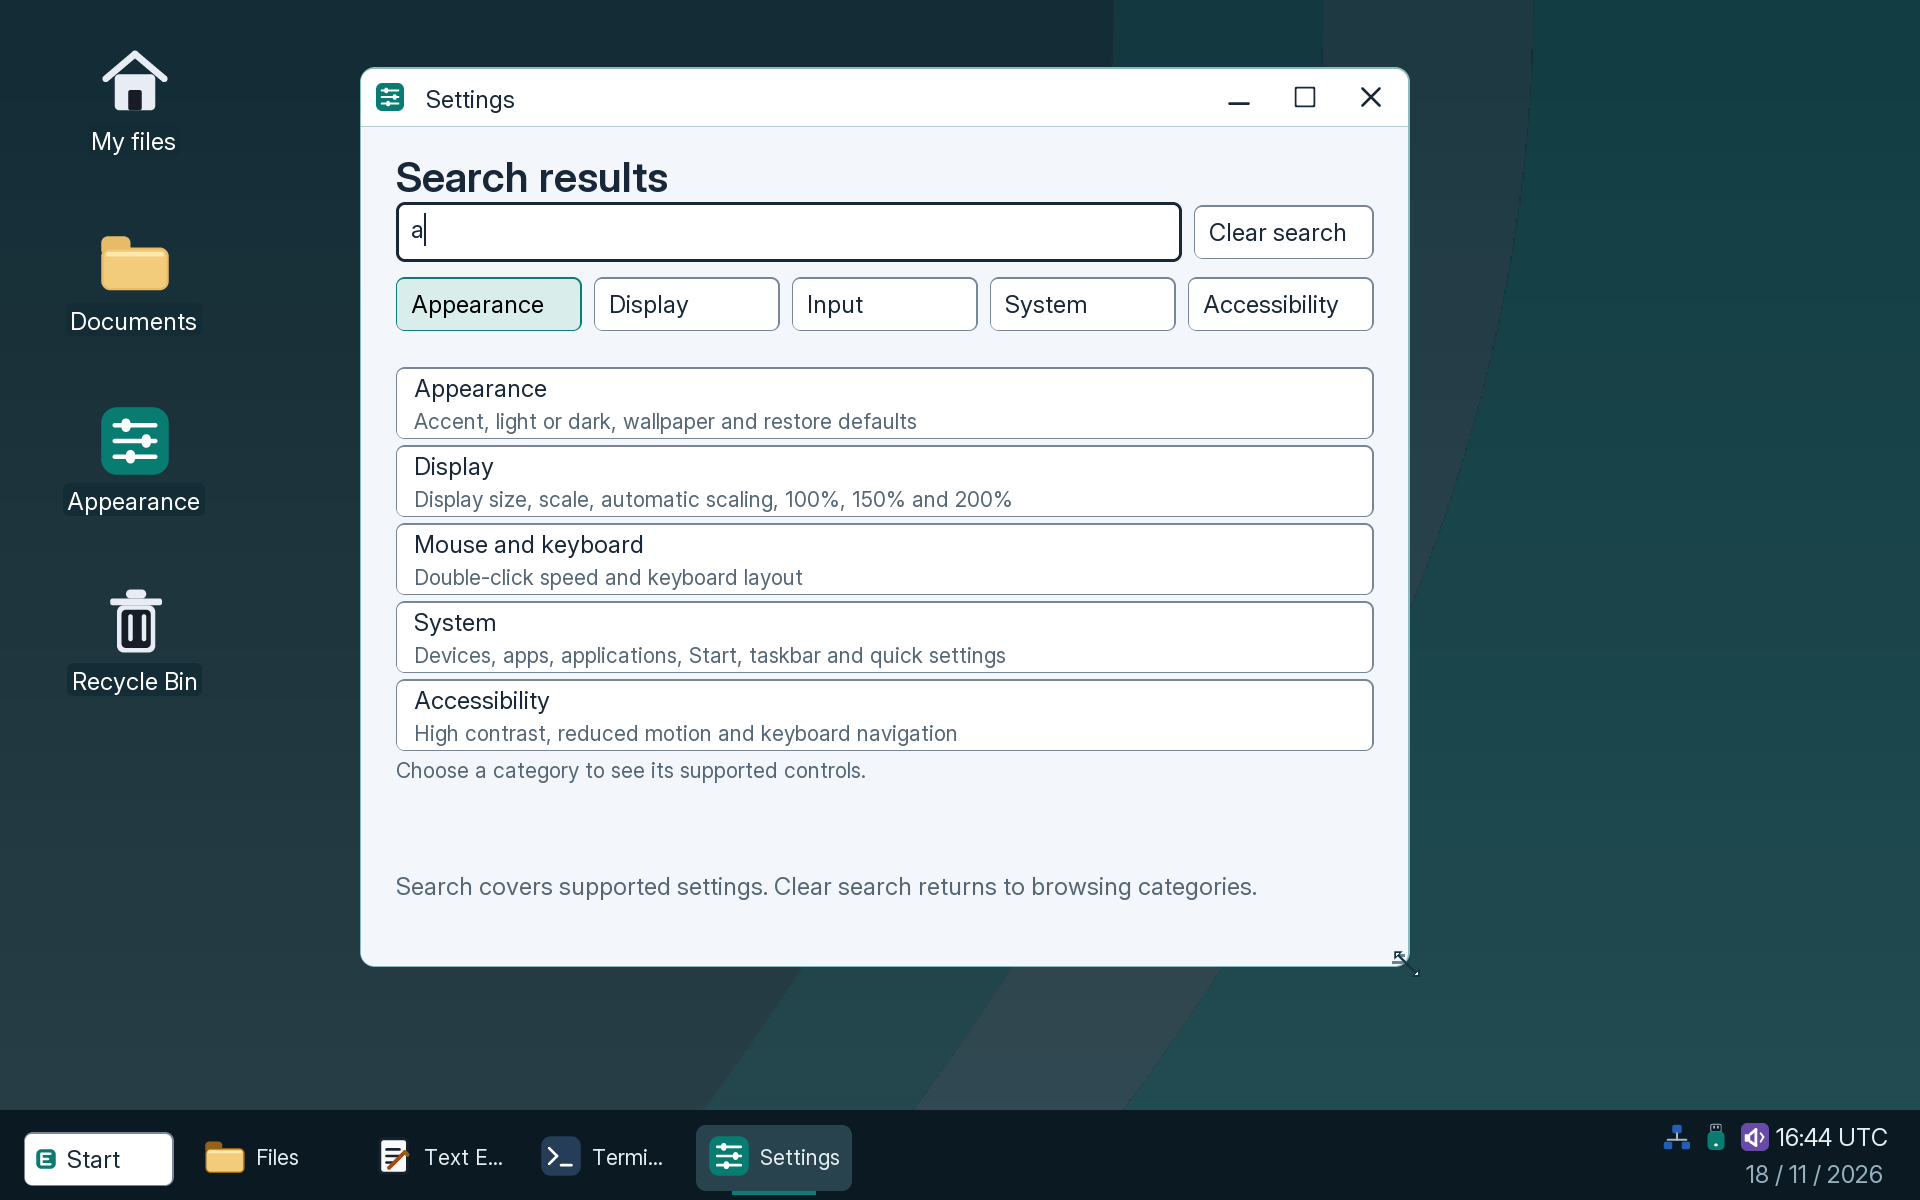 My files
Documents
Appearance
Recycle Bin
Settings
Search results
a
Clear search
Appearance
Display
Input
System
Accessibility
Appearance
Accent, light or dark, wallpaper and restore defaults
Display
Display size, scale, automatic scaling, 100%, 150% and 200%
Mouse and keyboard
Double-click speed and keyboard layout
System
Devices, apps, applications, Start, taskbar and quick settings
Accessibility
High contrast, reduced motion and keyboard navigation
Choose a category to see its supported controls.
Search covers supported settings. Clear search returns to browsing categories.
Start
Files
Text E...
Termi...
Settings
16:44 UTC
18 / 11 / 2026